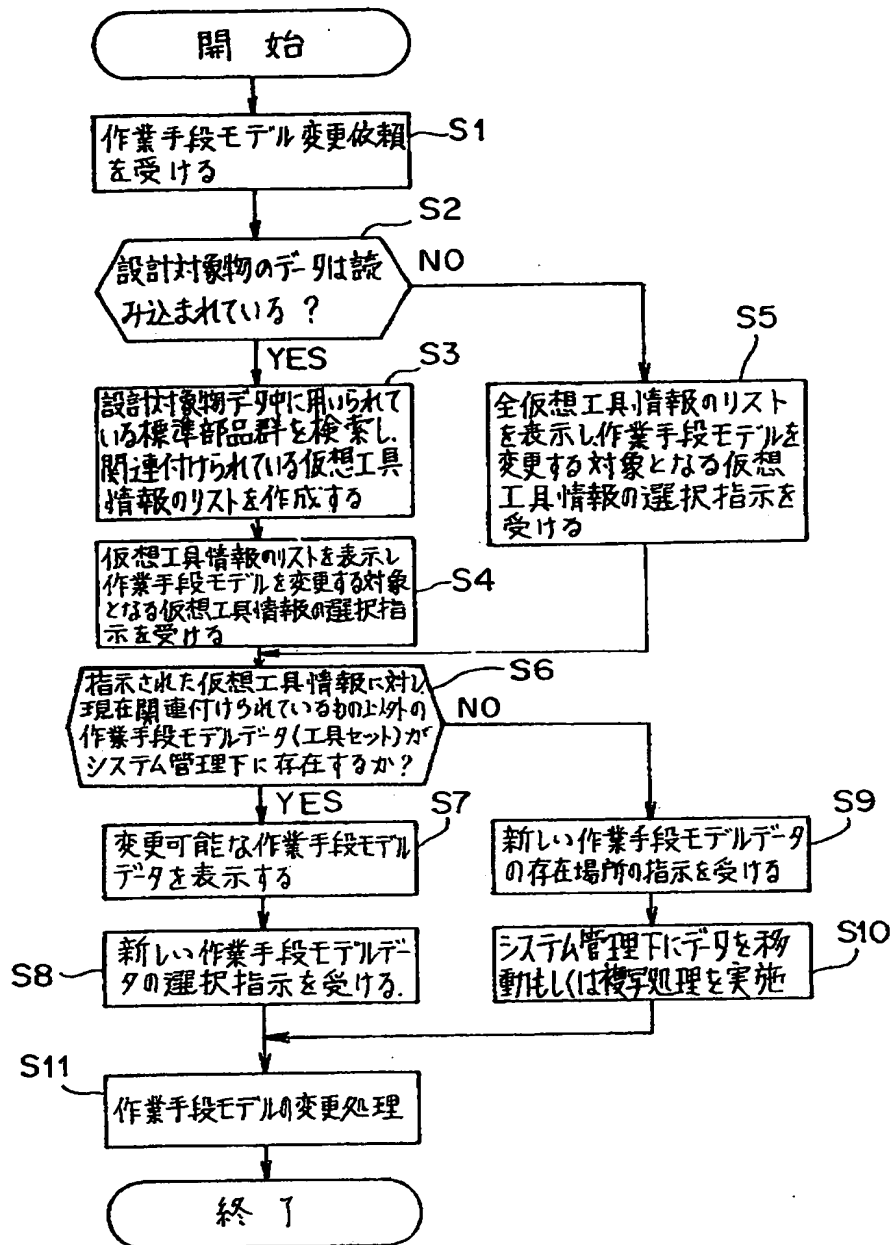 開始
作業手段モデル変更依頼
を受ける
S1
S2
設計対象物のデータは読
み込まれている?
NO
YES
S3
設計対象物データ中に用いられて
いる標準部品群を検索し、
関連付けられている仮想工具
情報のリストを作成する
S5
全仮想工具情報のリスト
を表示し作業手段モデルを
変更する対象となる仮想
工具情報の選択指示を
受ける
仮想工具情報のリストを表示し
作業手段モデルを変更する対象
となる仮想工具情報の選択指
示を受ける
S4
S6
指示された仮想工具情報に対し、
現在関連付けられているもの以外の
作業手段モデルデータ(工具セット)が
システム管理下に存在するか?
NO
YES
S7
変更可能な作業手段モデル
データを表示する
S9
新しい作業手段モデルデータ
の存在場所の指示を受ける
S8
新しい作業手段モデルデー
タの選択指示を受ける.
S10
システム管理下にデータを移
動もしくは複写処理を実施
S11
作業手段モデルの変更処理
終了